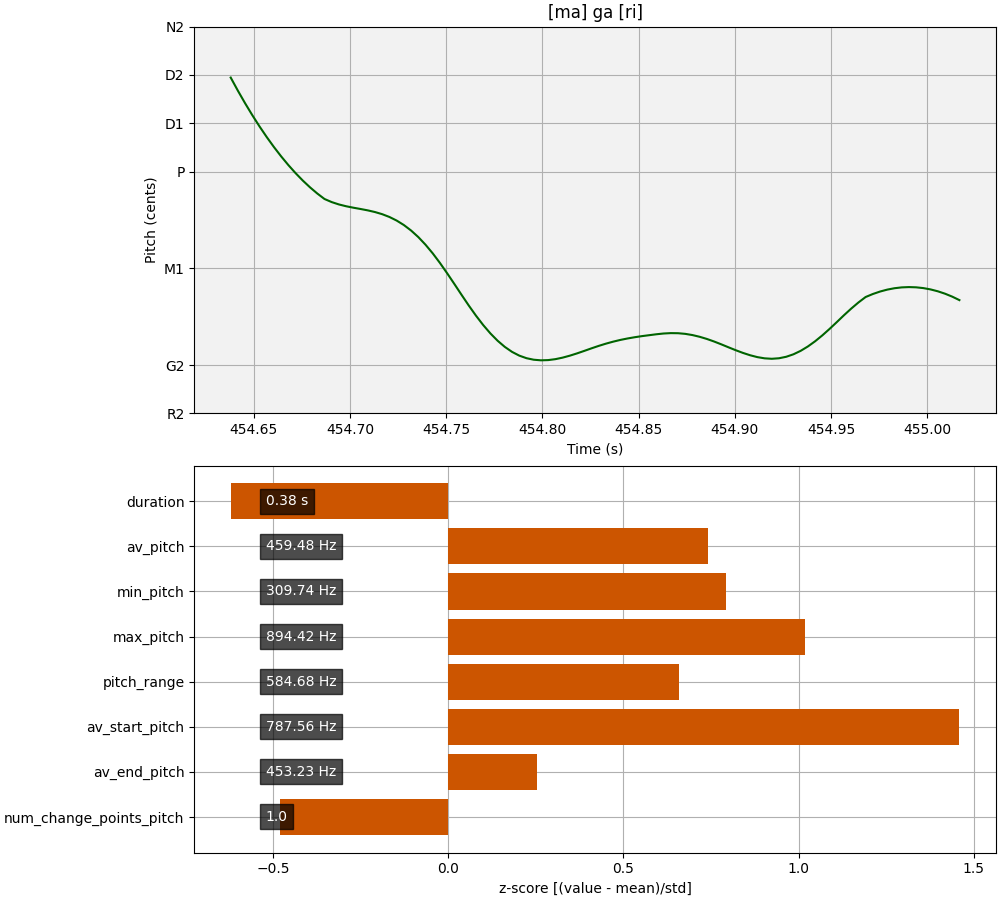 [ma] ga [ri]
N2
D2
D1
P
M1
G2
R2
Pitch (cents)
454.65 454.70 454.75 454.80 454.85 454.90 454.95 455.00
Time (s)
duration 0.38 s
av_pitch 459.48 Hz
min_pitch 309.74 Hz
max_pitch 894.42 Hz
pitch_range 584.68 Hz
av_start_pitch 787.56 Hz
av_end_pitch 453.23 Hz
num_change_points_pitch 1.0
−0.5 0.0 0.5 1.0 1.5
z-score [(value - mean)/std]